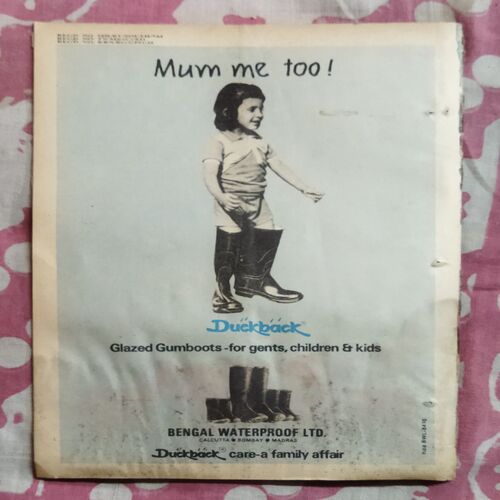 Mum me too!
Duckback
Glazed Gumboots-for gents, children & kids
BENGAL WATERPROOF LTD.
CALCUTTA • BOMBAY • MADRAS
Duckback care-a family affair